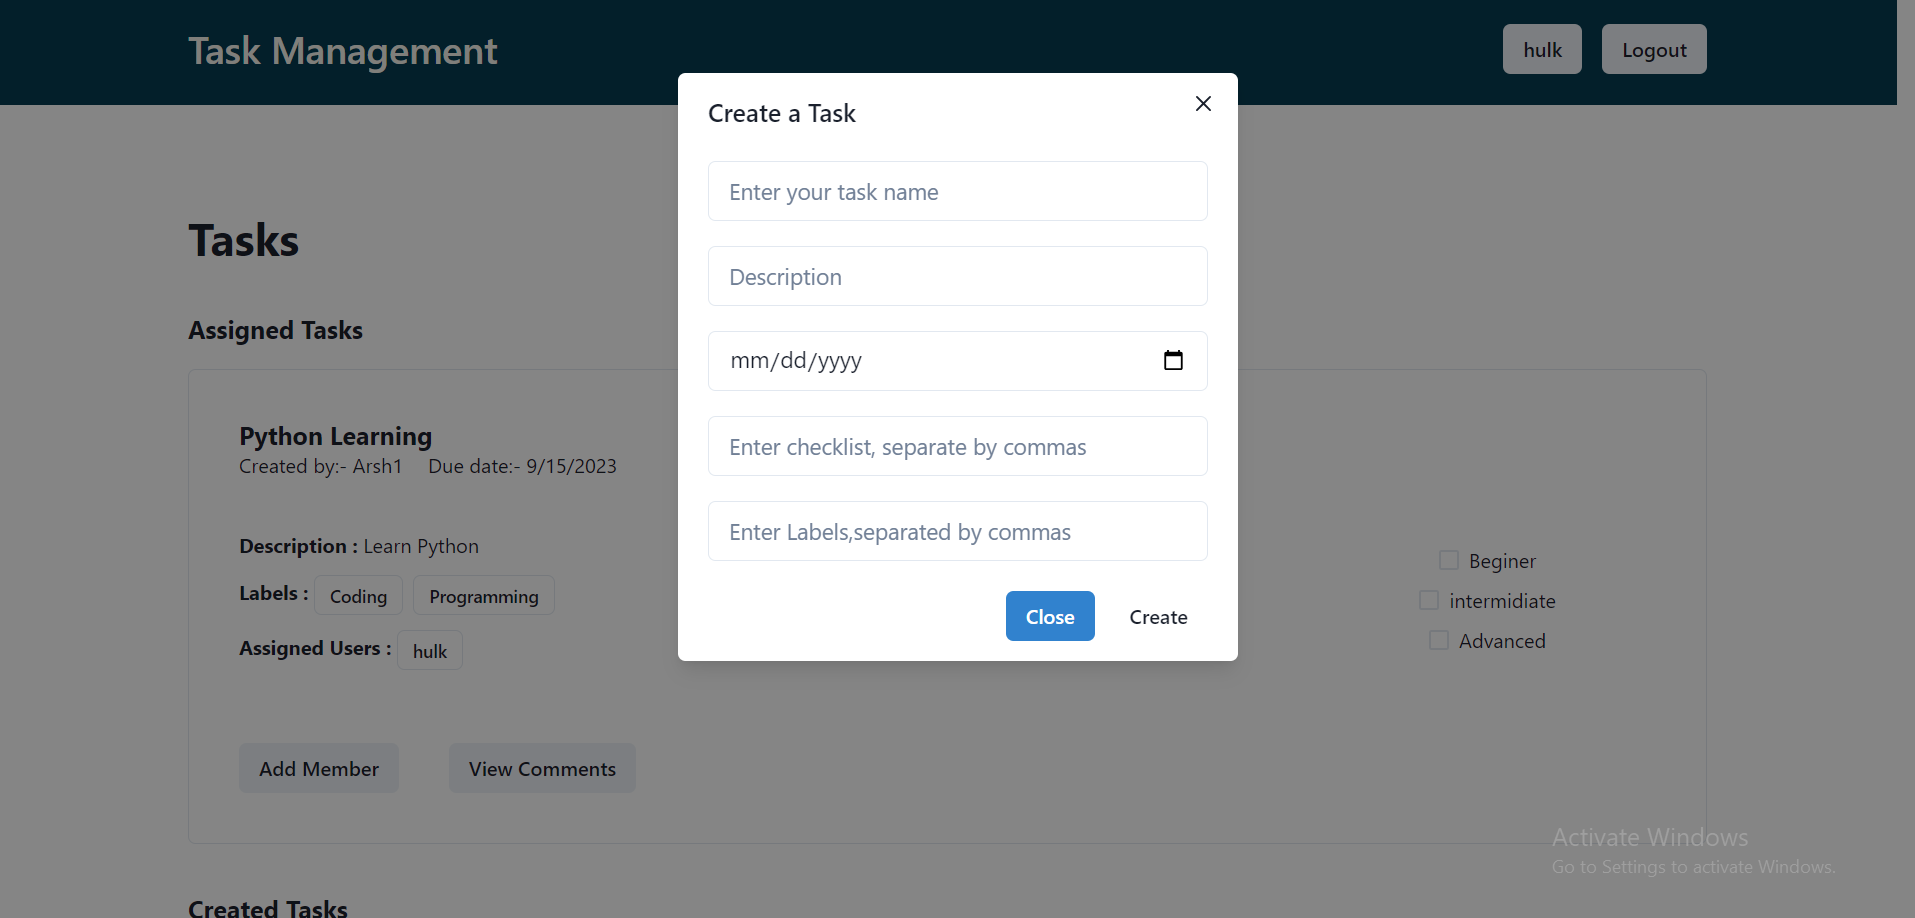 Task Management
hulk
Logout
Create a Task
Enter your task name
Description
mm/dd/yyyy
Enter checklist, separate by commas
Enter Labels,separated by commas
Close
Create
Tasks
Assigned Tasks
Python Learning
Created by:- Arsh1 Due date:- 9/15/2023
Description : Learn Python
Labels : Coding Programming
Assigned Users : hulk
Beginer
intermidiate
Advanced
Add Member
View Comments
Created Tasks
Activate Windows
Go to Settings to activate Windows.